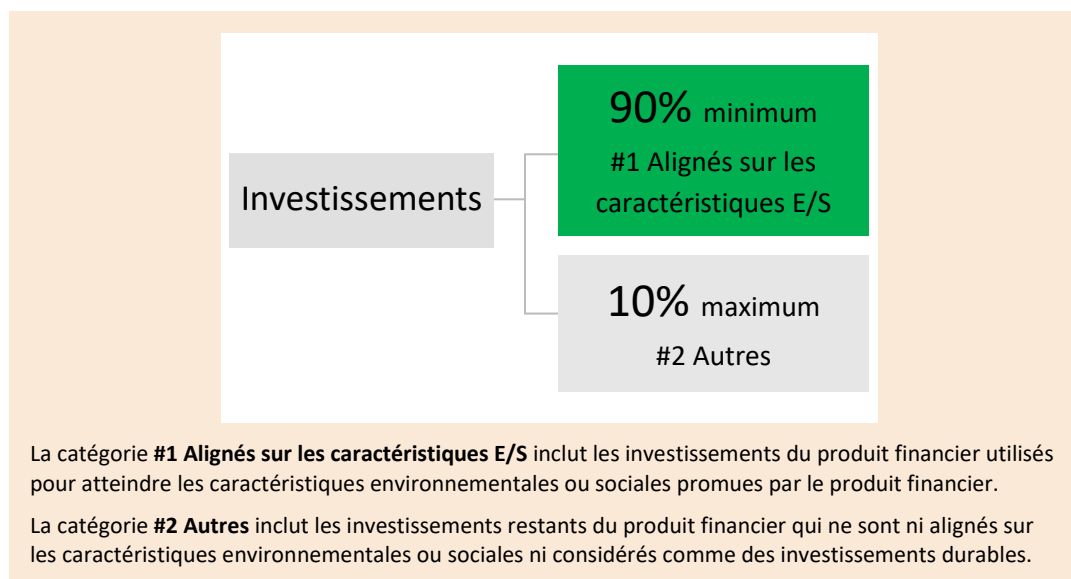 90% minimum
#1 Alignés sur les
caractéristiques E/S
Investissements
10% maximum
#2 Autres
La catégorie #1 Alignés sur les caractéristiques E/S inclut les investissements du produit financier utilisés
pour atteindre les caractéristiques environnementales ou sociales promues par le produit financier.
La catégorie #2 Autres inclut les investissements restants du produit financier qui ne sont ni alignés sur
les caractéristiques environnementales ou sociales ni considérés comme des investissements durables.